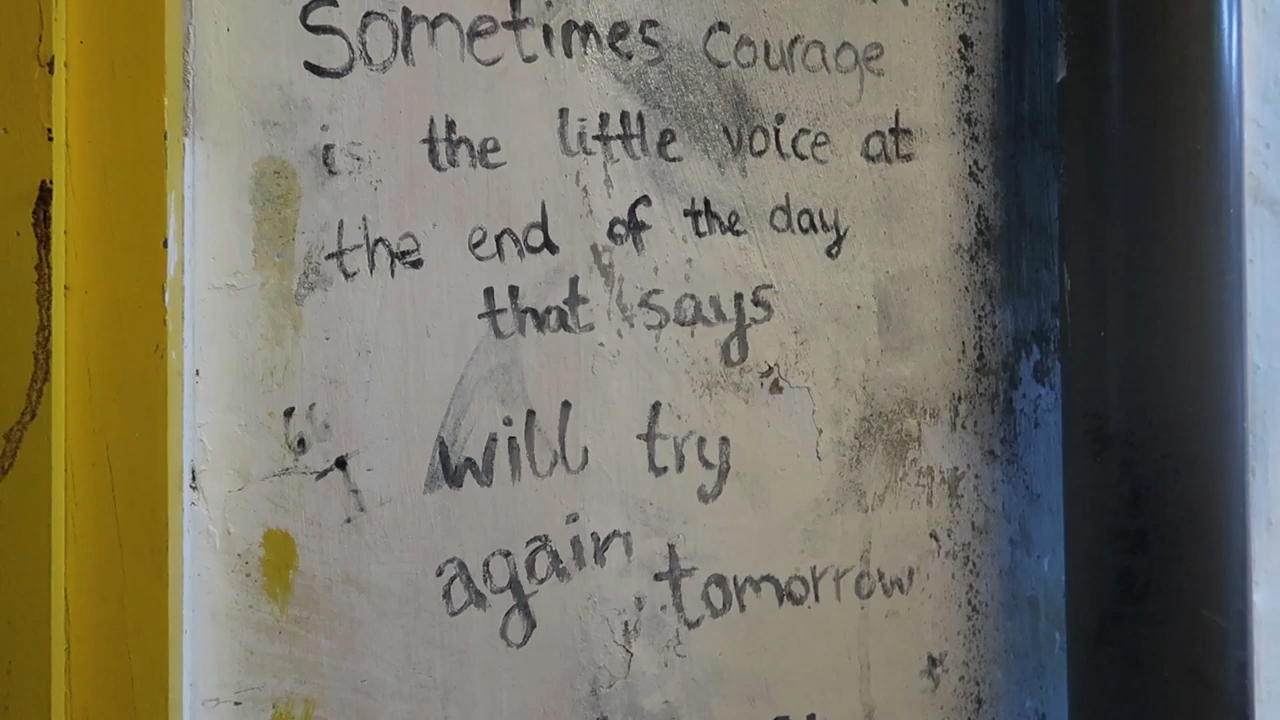 Sometimes courage
is the little voice at
the end of the day
that says
“I will try
again tomorrow